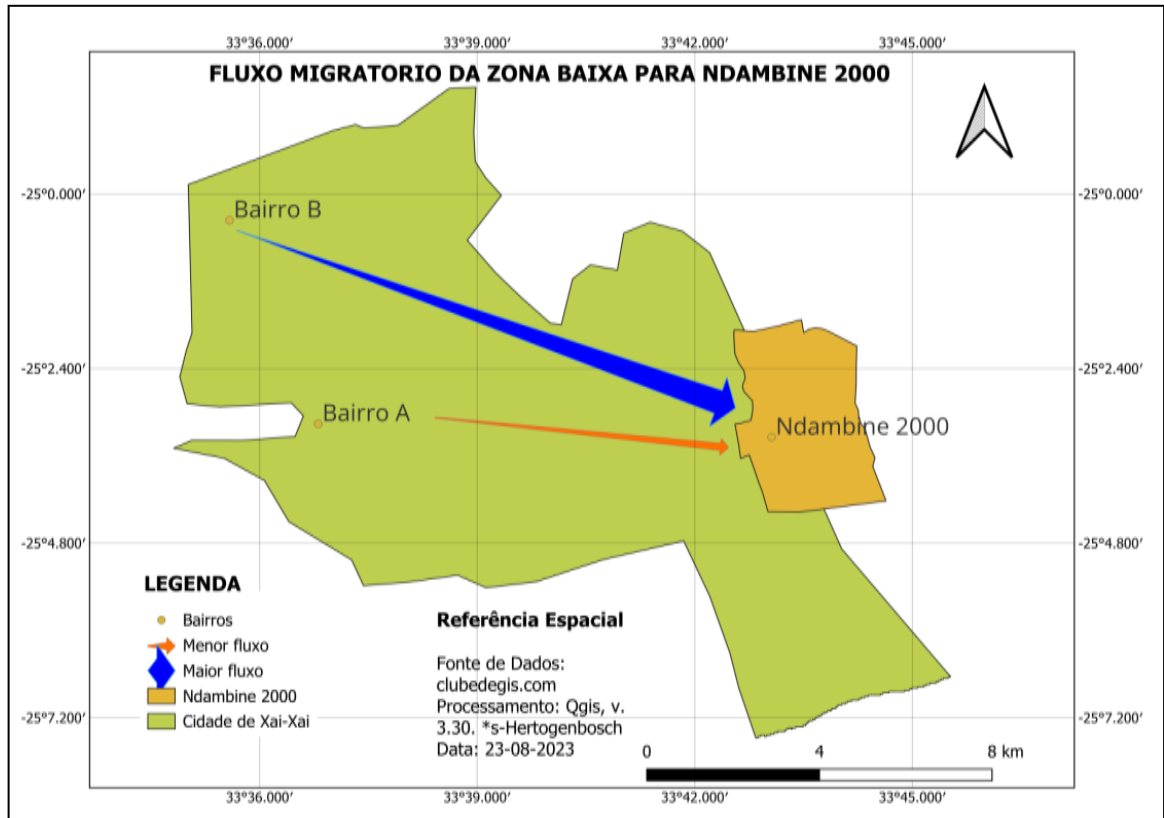 33°36.000′ 33°39.000′ 33°42.000′ 33°45.000′
FLUXO MIGRATORIO DA ZONA BAIXA PARA NDAMBINE 2000
-25°0.000′ -25°0.000′
Bairro B
-25°2.400′ -25°2.400′
Bairro A
Ndambine 2000
-25°4.800′ -25°4.800′
LEGENDA
Bairros
Menor fluxo
Maior fluxo
Ndambine 2000
Cidade de Xai-Xai
Referência Espacial
Fonte de Dados:
clubedegis.com
Processamento: Qgis, v.
3.30. *s-Hertogenbosch
Data: 23-08-2023
-25°7.200′ -25°7.200′
0 4 8 km
33°36.000′ 33°39.000′ 33°42.000′ 33°45.000′